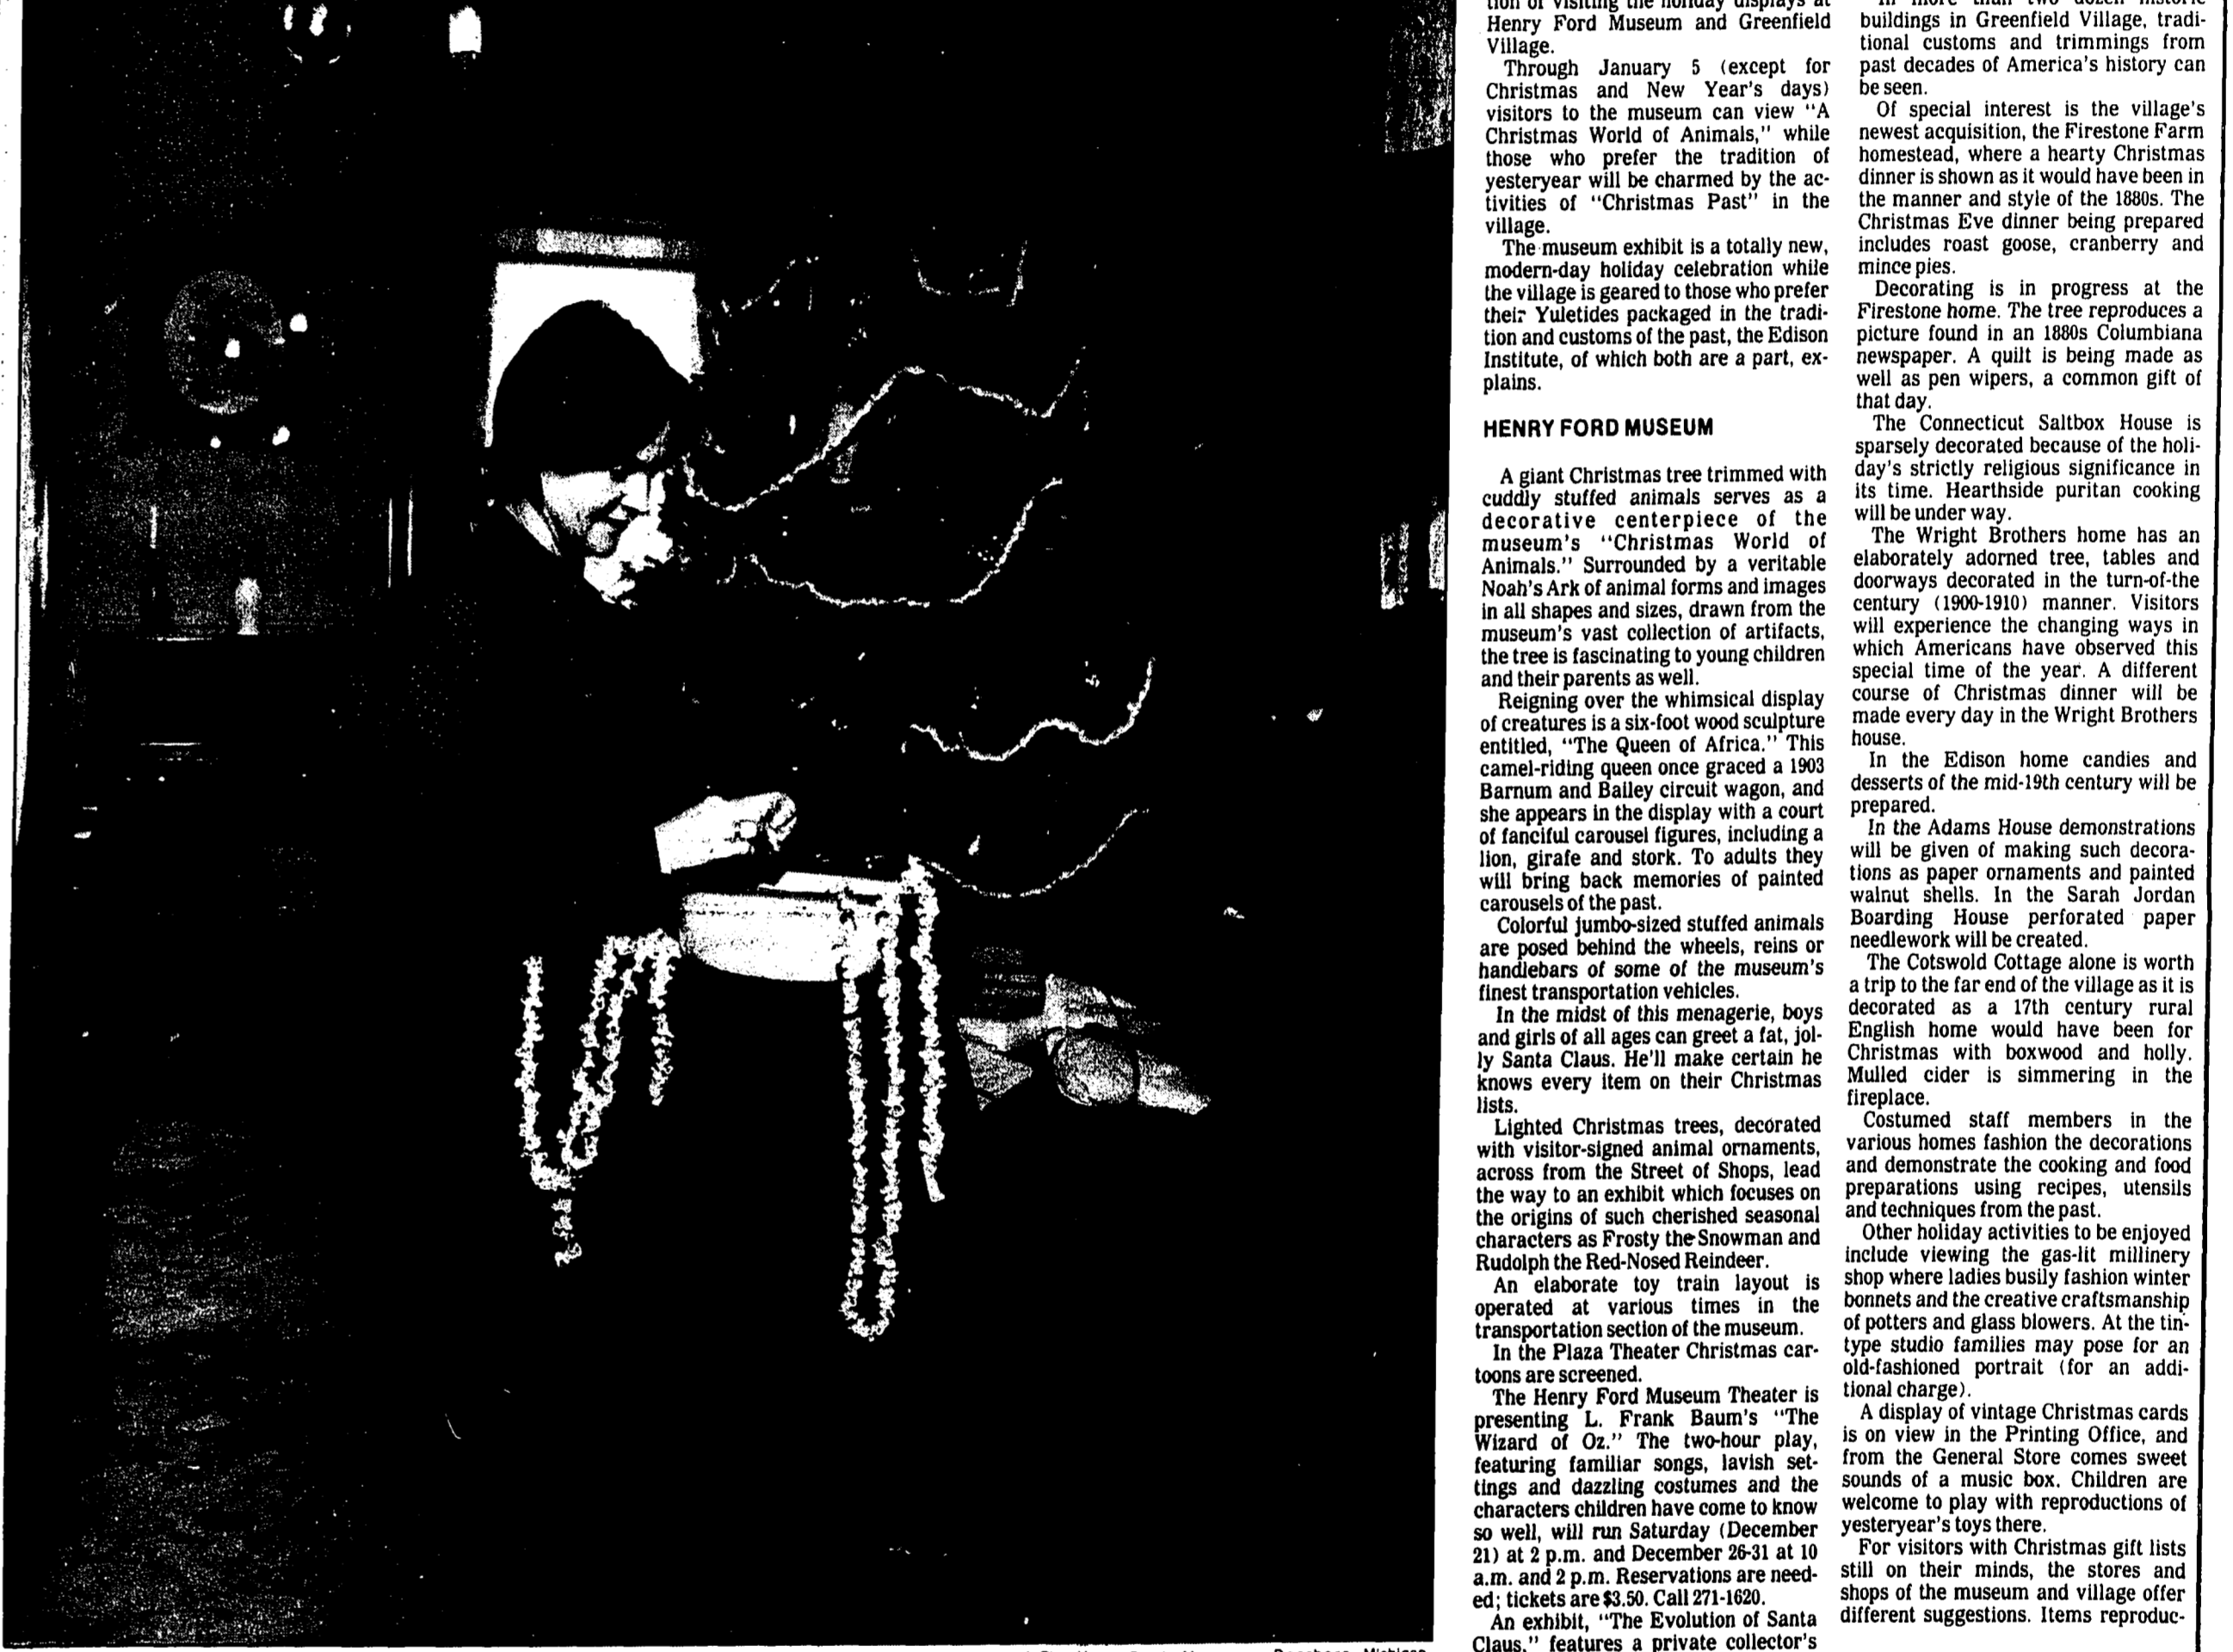 tion of visiting the holiday displays at
Henry Ford Museum and Greenfield
Village.
Through January 5 (except for
Christmas and New Year's days)
visitors to the museum can view "A
Christmas World of Animals," while
those who prefer the tradition of
yesteryear will be charmed by the ac-
tivities of "Christmas Past" in the
village.
The museum exhibit is a totally new,
modern-day holiday celebration while
the village is geared to those who prefer
their Yuletides packaged in the tradi-
tion and customs of the past, the Edison
Institute, of which both are a part, ex-
plains.
HENRY FORD MUSEUM
A giant Christmas tree trimmed with
cuddly stuffed animals serves as a
decorative centerpiece of the
museum's "Christmas World of
Animals." Surrounded by a veritable
Noah's Ark of animal forms and images
in all shapes and sizes, drawn from the
museum's vast collection of artifacts,
the tree is fascinating to young children
and their parents as well.
Reigning over the whimsical display
of creatures is a six-foot wood sculpture
entitled, "The Queen of Africa." This
camel-riding queen once graced a 1903
Barnum and Bailey circuit wagon, and
she appears in the display with a court
of fanciful carousel figures, including a
lion, girafe and stork. To adults they
will bring back memories of painted
carousels of the past.
Colorful jumbo-sized stuffed animals
are posed behind the wheels, reins or
handlebars of some of the museum's
finest transportation vehicles.
In the midst of this menagerie, boys
and girls of all ages can greet a fat, jol-
ly Santa Claus. He'll make certain he
knows every item on their Christmas
lists.
Lighted Christmas trees, decorated
with visitor-signed animal ornaments,
across from the Street of Shops, lead
the way to an exhibit which focuses on
the origins of such cherished seasonal
characters as Frosty the Snowman and
Rudolph the Red-Nosed Reindeer.
An elaborate toy train layout is
operated at various times in the
transportation section of the museum.
In the Plaza Theater Christmas car-
toons are screened.
The Henry Ford Museum Theater is
presenting L. Frank Baum's "The
Wizard of Oz." The two-hour play,
featuring familiar songs, lavish set-
tings and dazzling costumes and the
characters children have come to know
so well, will run Saturday (December
21) at 2 p.m. and December 26-31 at 10
a.m. and 2 p.m. Reservations are need-
ed; tickets are $3.50. Call 271-1620.
An exhibit, "The Evolution of Santa
Claus," features a private collector's
In more than two dozen historic
buildings in Greenfield Village, tradi-
tional customs and trimmings from
past decades of America's history can
be seen.
Of special interest is the village's
newest acquisition, the Firestone Farm
homestead, where a hearty Christmas
dinner is shown as it would have been in
the manner and style of the 1880s. The
Christmas Eve dinner being prepared
includes roast goose, cranberry and
mince pies.
Decorating is in progress at the
Firestone home. The tree reproduces a
picture found in an 1880s Columbiana
newspaper. A quilt is being made as
well as pen wipers, a common gift of
that day.
The Connecticut Saltbox House is
sparsely decorated because of the holi-
day's strictly religious significance in
its time. Hearthside puritan cooking
will be under way.
The Wright Brothers home has an
elaborately adorned tree, tables and
doorways decorated in the turn-of-the
century (1900-1910) manner. Visitors
will experience the changing ways in
which Americans have observed this
special time of the year. A different
course of Christmas dinner will be
made every day in the Wright Brothers
house.
In the Edison home candies and
desserts of the mid-19th century will be
prepared.
In the Adams House demonstrations
will be given of making such decora-
tions as paper ornaments and painted
walnut shells. In the Sarah Jordan
Boarding House perforated paper
needlework will be created.
The Cotswold Cottage alone is worth
a trip to the far end of the village as it is
decorated as a 17th century rural
English home would have been for
Christmas with boxwood and holly.
Mulled cider is simmering in the
fireplace.
Costumed staff members in the
various homes fashion the decorations
and demonstrate the cooking and food
preparations using recipes, utensils
and techniques from the past.
Other holiday activities to be enjoyed
include viewing the gas-lit millinery
shop where ladies busily fashion winter
bonnets and the creative craftsmanship
of potters and glass blowers. At the tin-
type studio families may pose for an
old-fashioned portrait (for an addi-
tional charge).
A display of vintage Christmas cards
is on view in the Printing Office, and
from the General Store comes sweet
sounds of a music box. Children are
welcome to play with reproductions of
yesteryear's toys there.
For visitors with Christmas gift lists
still on their minds, the stores and
shops of the museum and village offer
different suggestions. Items reproduc-